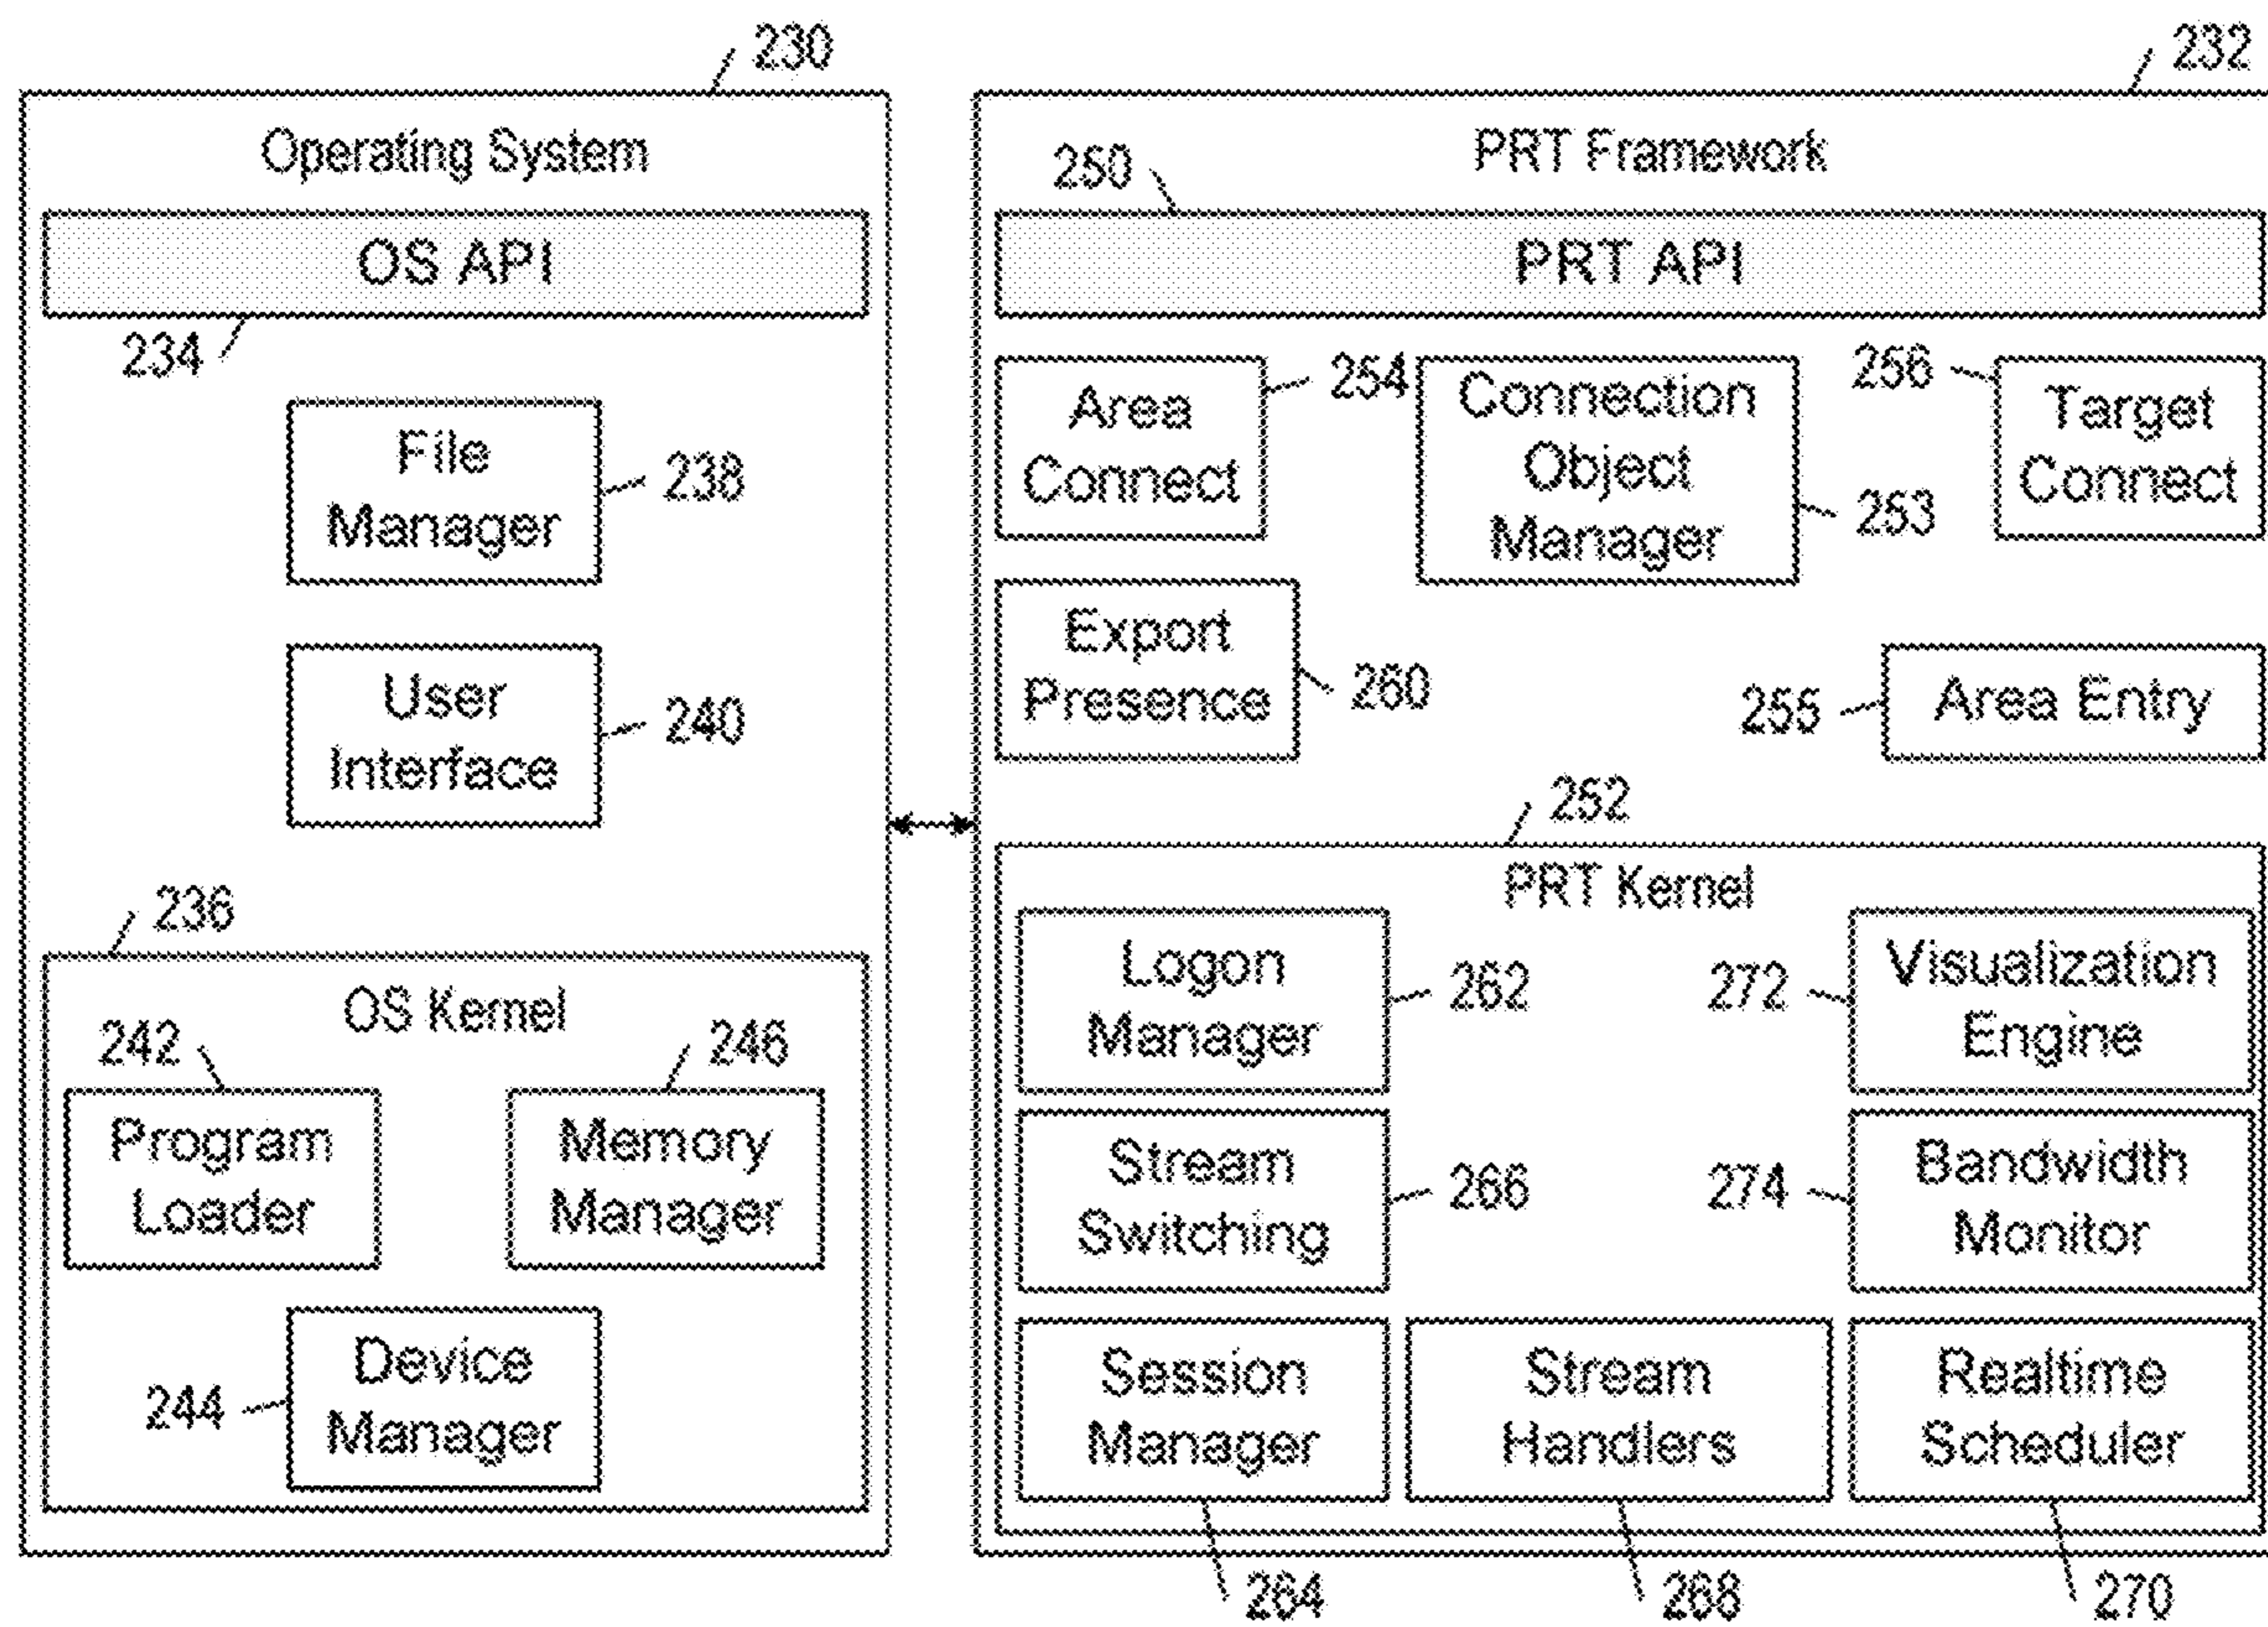 230
232
Operating System
PRT Framework
250
OS API
PRT API
234
254
256
Area
Connect
Connection
Object
Manager
Target
Connect
File
Manager
238
253
Export
Presence
260
User
Interface
240
255
Area Entry
252
PRT Kernel
236
OS Kernel
Logon
Manager
262
272
Visualization
Engine
242
246
Program
Loader
Memory
Manager
Stream
Switching
266
274
Bandwidth
Monitor
244
Device
Manager
Session
Manager
Stream
Handlers
Realtime
Scheduler
264
268
270